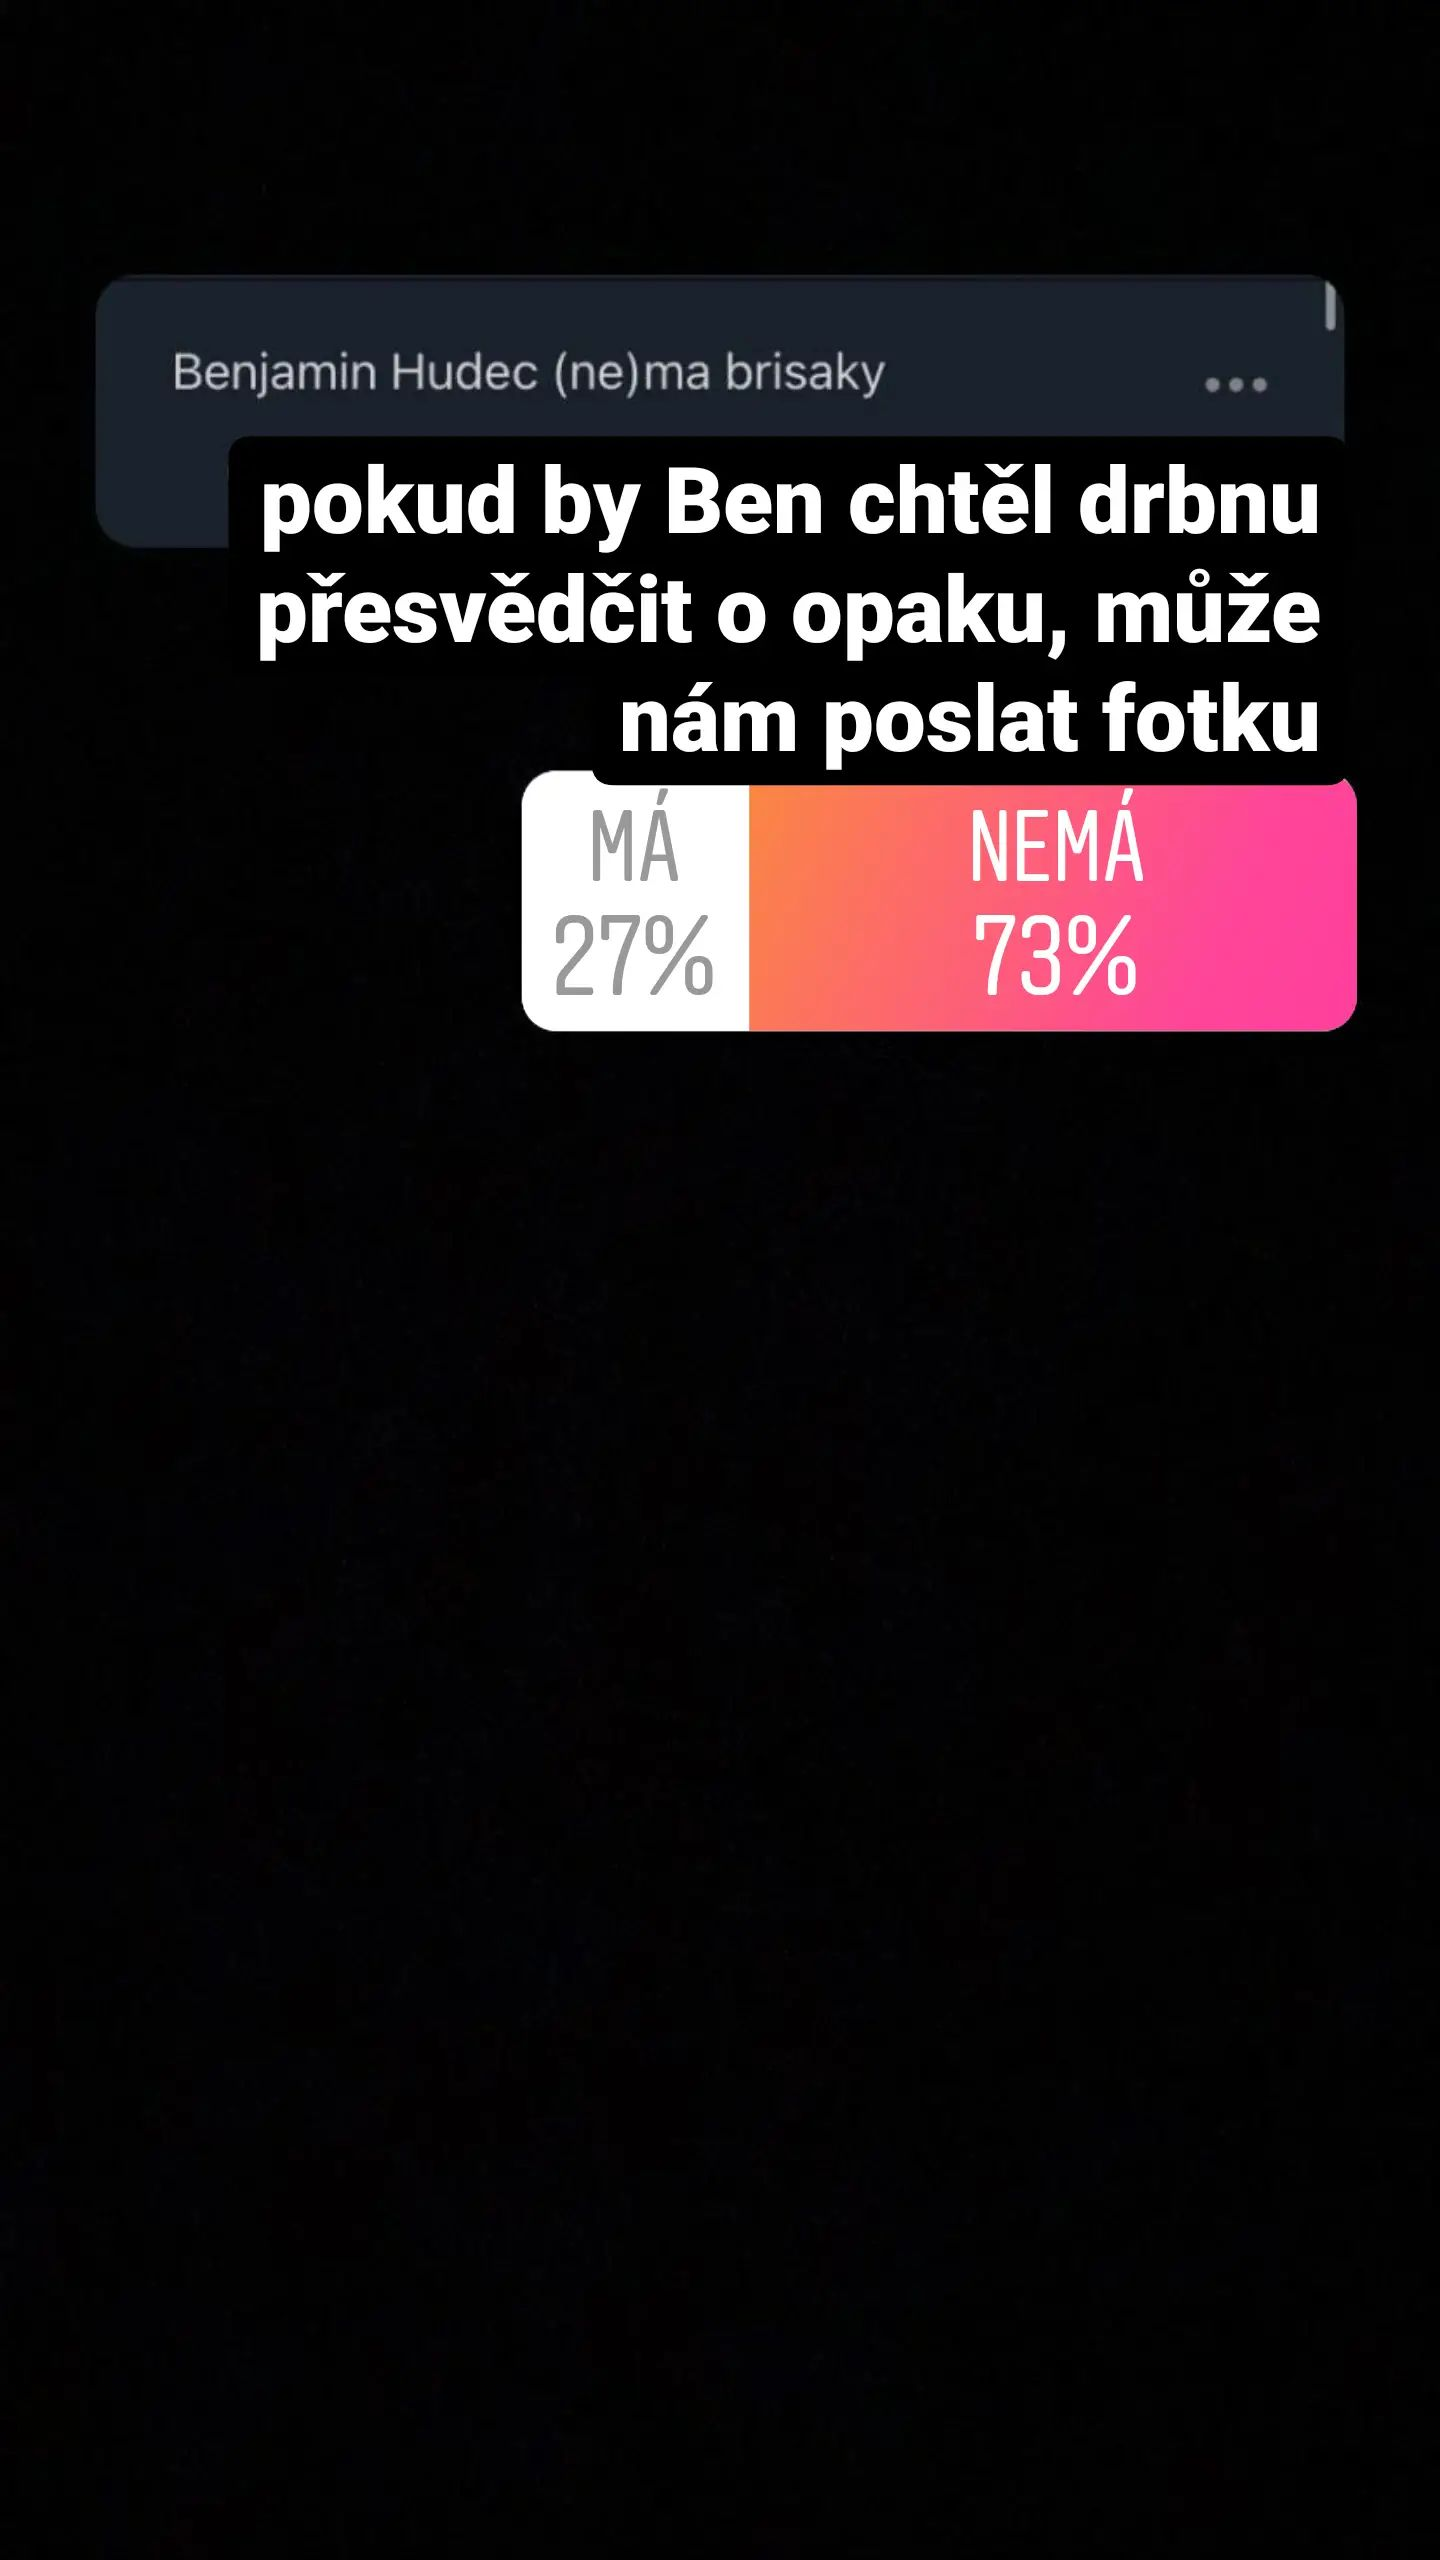 Benjamin Hudec (ne)ma brisaky
pokud by Ben chtěl drbnu
přesvědčit o opaku, může
nám poslat fotku
MÁ NEMÁ
27% 73%